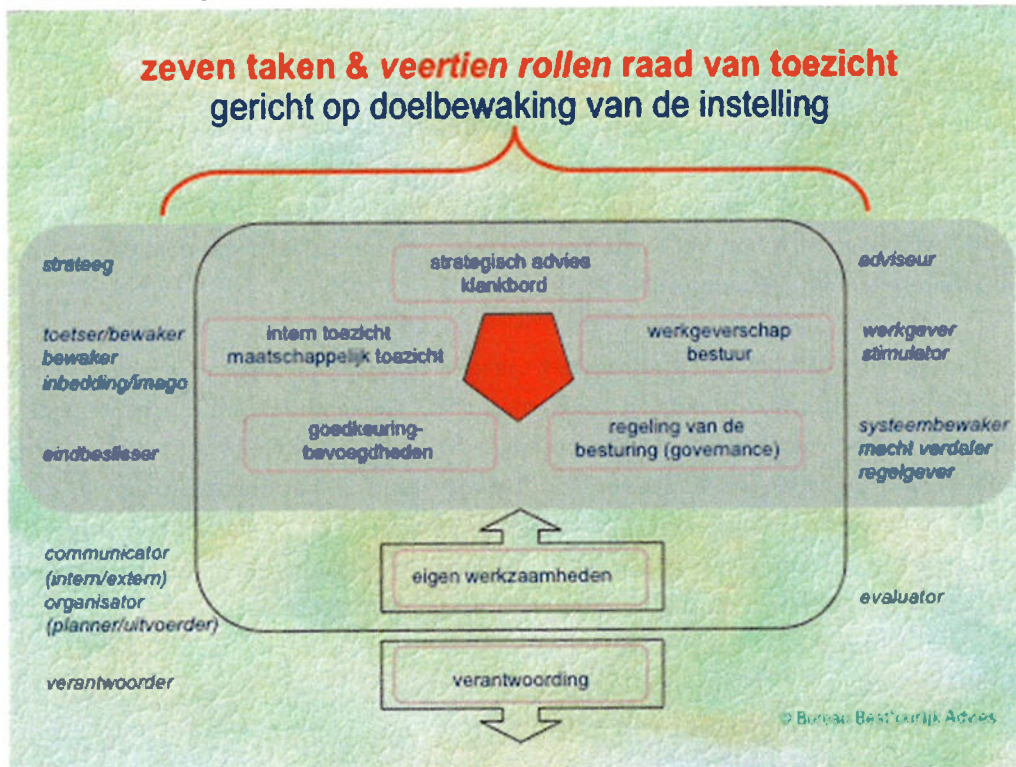 zeven taken & veertien rollen raad van toezicht
gericht op doelbewaking van de instelling
strateeg
strategisch advies
klankbord
adviseur
toetser/bewaker
bewaker
inbedding/imago
intern toezicht
maatschappelijk toezicht
werkgeverschap
bestuur
werkgever
stimulator
eindbeslisser
goedkeuring-
bevoegdheden
regeling van de
besturing (governance)
systeembewaker
macht verdeler
regelgever
communicator
(intern/extern)
organisator
(planner/uitvoerder)
eigen werkzaamheden
evaluator
verantwoorder
verantwoording
© Bureau Best'uurlijk Advies